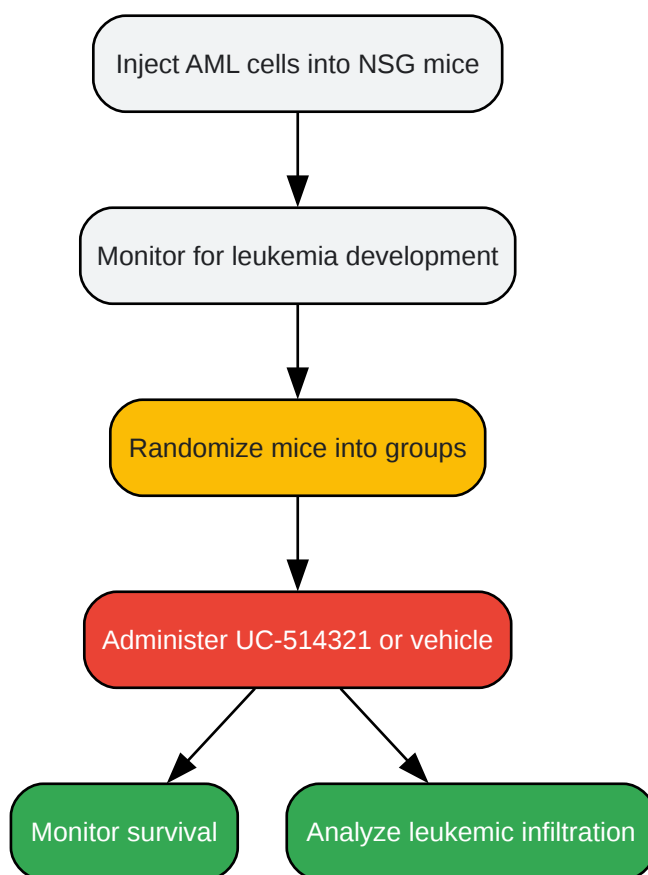 Inject AML cells into NSG mice
Monitor for leukemia development
Randomize mice into groups
Administer UC-514321 or vehicle
Monitor survival
Analyze leukemic infiltration